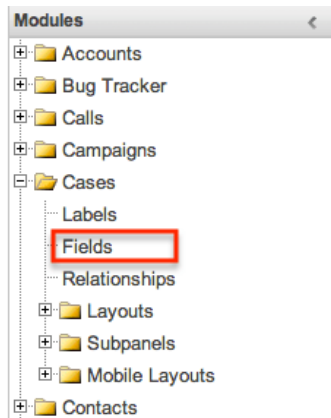 Modules
Accounts
Bug Tracker
Calls
Campaigns
Cases
Labels
Fields
Relationships
Layouts
Subpanels
Mobile Layouts
Contacts